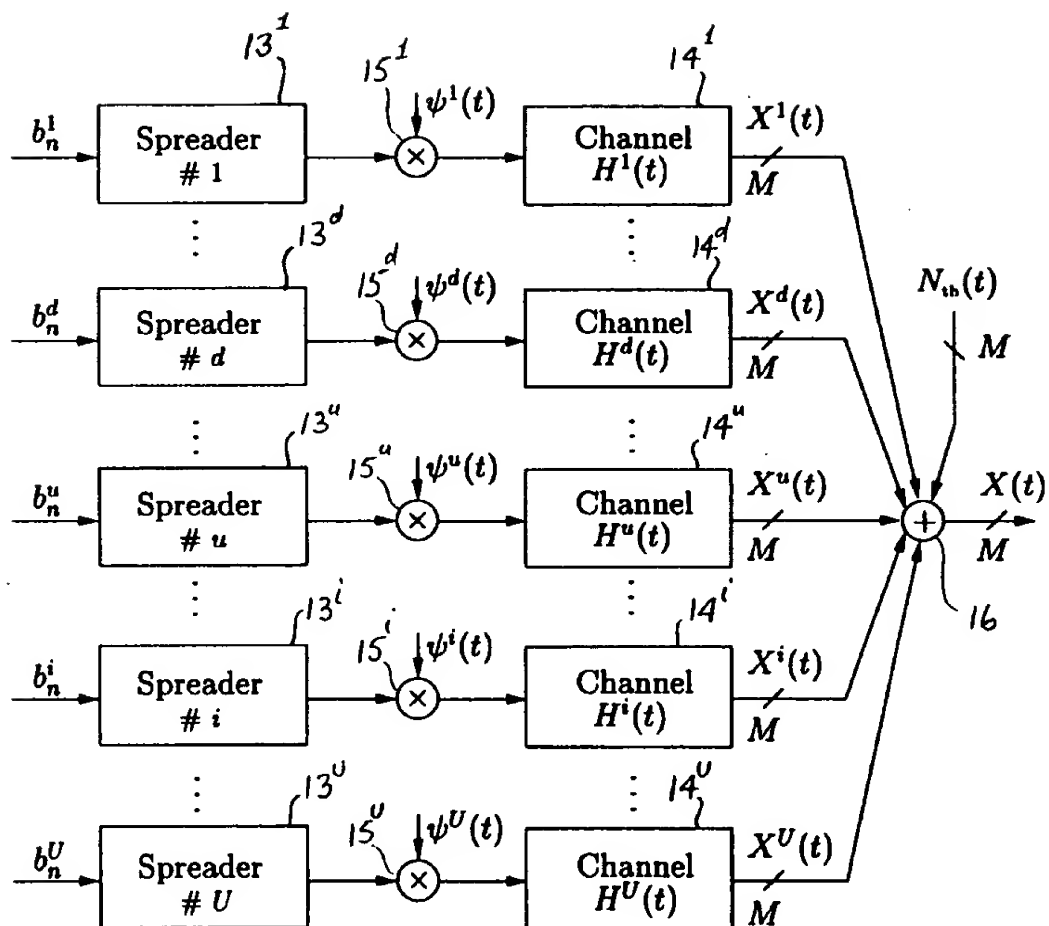 13^1
15^1
ψ^1(t)
14^1
b_n^1
Spreader
# 1
×
Channel
H^1(t)
X^1(t)
M
13^d
15^d
ψ^d(t)
14^d
b_n^d
Spreader
# d
×
Channel
H^d(t)
X^d(t)
M
N_th(t)
M
13^u
15^u
ψ^u(t)
14^u
b_n^u
Spreader
# u
×
Channel
H^u(t)
X^u(t)
M
+
X(t)
M
16
13^i
15^i
ψ^i(t)
14^i
b_n^i
Spreader
# i
×
Channel
H^i(t)
X^i(t)
M
13^U
15^U
ψ^U(t)
14^U
b_n^U
Spreader
# U
×
Channel
H^U(t)
X^U(t)
M